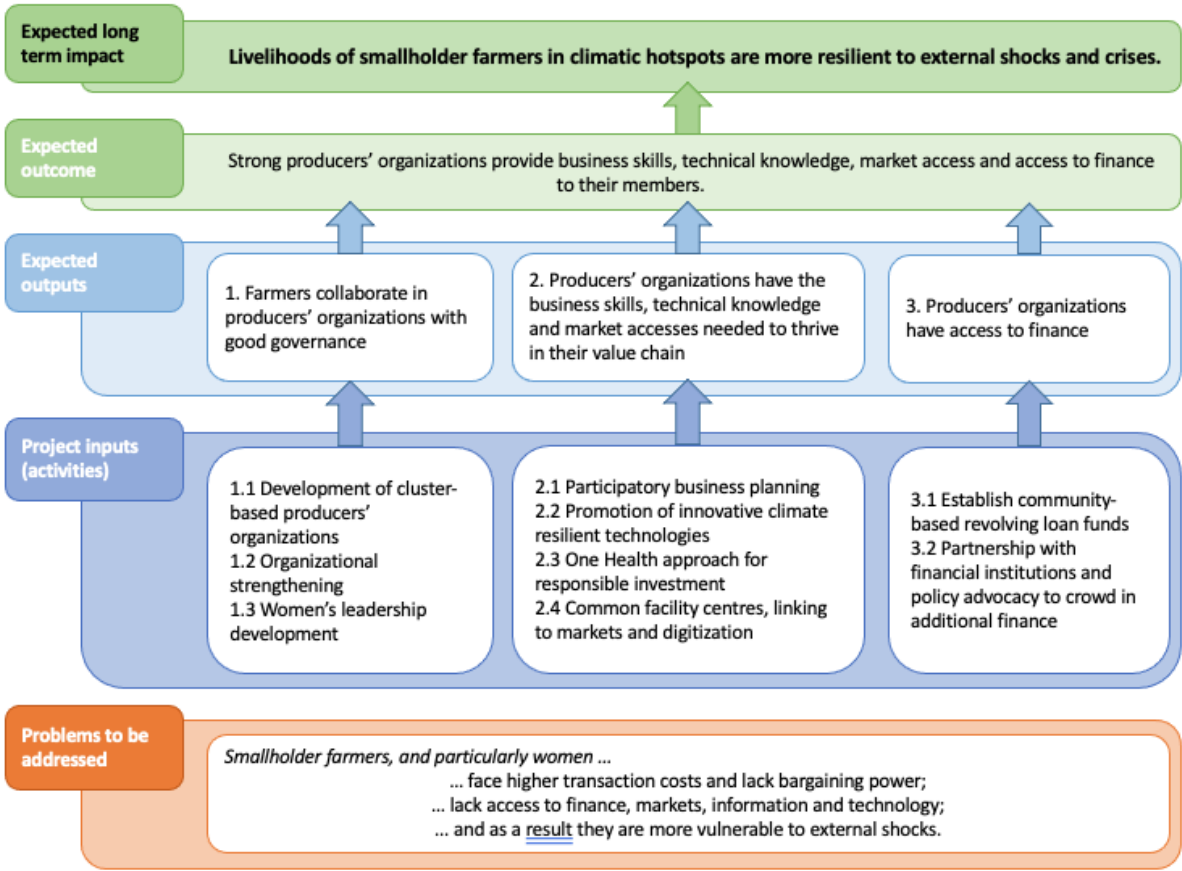 Expected long
term impact
Livelihoods of smallholder farmers in climatic hotspots are more resilient to external shocks and crises.
Expected
outcome
Strong producers’ organizations provide business skills, technical knowledge, market access and access to finance
to their members.
Expected
outputs
1. Farmers collaborate in
producers’ organizations with
good governance
2. Producers’ organizations have the
business skills, technical knowledge
and market accesses needed to thrive
in their value chain
3. Producers’ organizations
have access to finance
Project inputs
(activities)
1.1 Development of cluster-
based producers’
organizations
1.2 Organizational
strengthening
1.3 Women’s leadership
development
2.1 Participatory business planning
2.2 Promotion of innovative climate
resilient technologies
2.3 One Health approach for
responsible investment
2.4 Common facility centres, linking
to markets and digitization
3.1 Establish community-
based revolving loan funds
3.2 Partnership with
financial institutions and
policy advocacy to crowd in
additional finance
Problems to be
addressed
Smallholder farmers, and particularly women ...
... face higher transaction costs and lack bargaining power;
... lack access to finance, markets, information and technology;
... and as a result they are more vulnerable to external shocks.